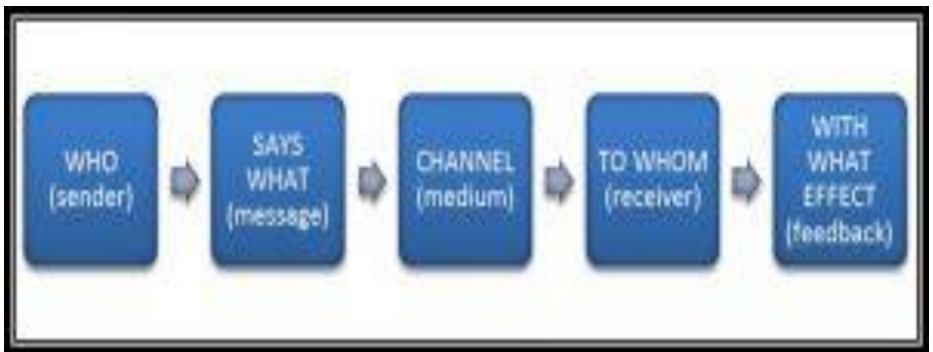 WHO
(sender)
SAYS
WHAT
(message)
CHANNEL
(medium)
TO WHOM
(receiver)
WITH
WHAT
EFFECT
(feedback)